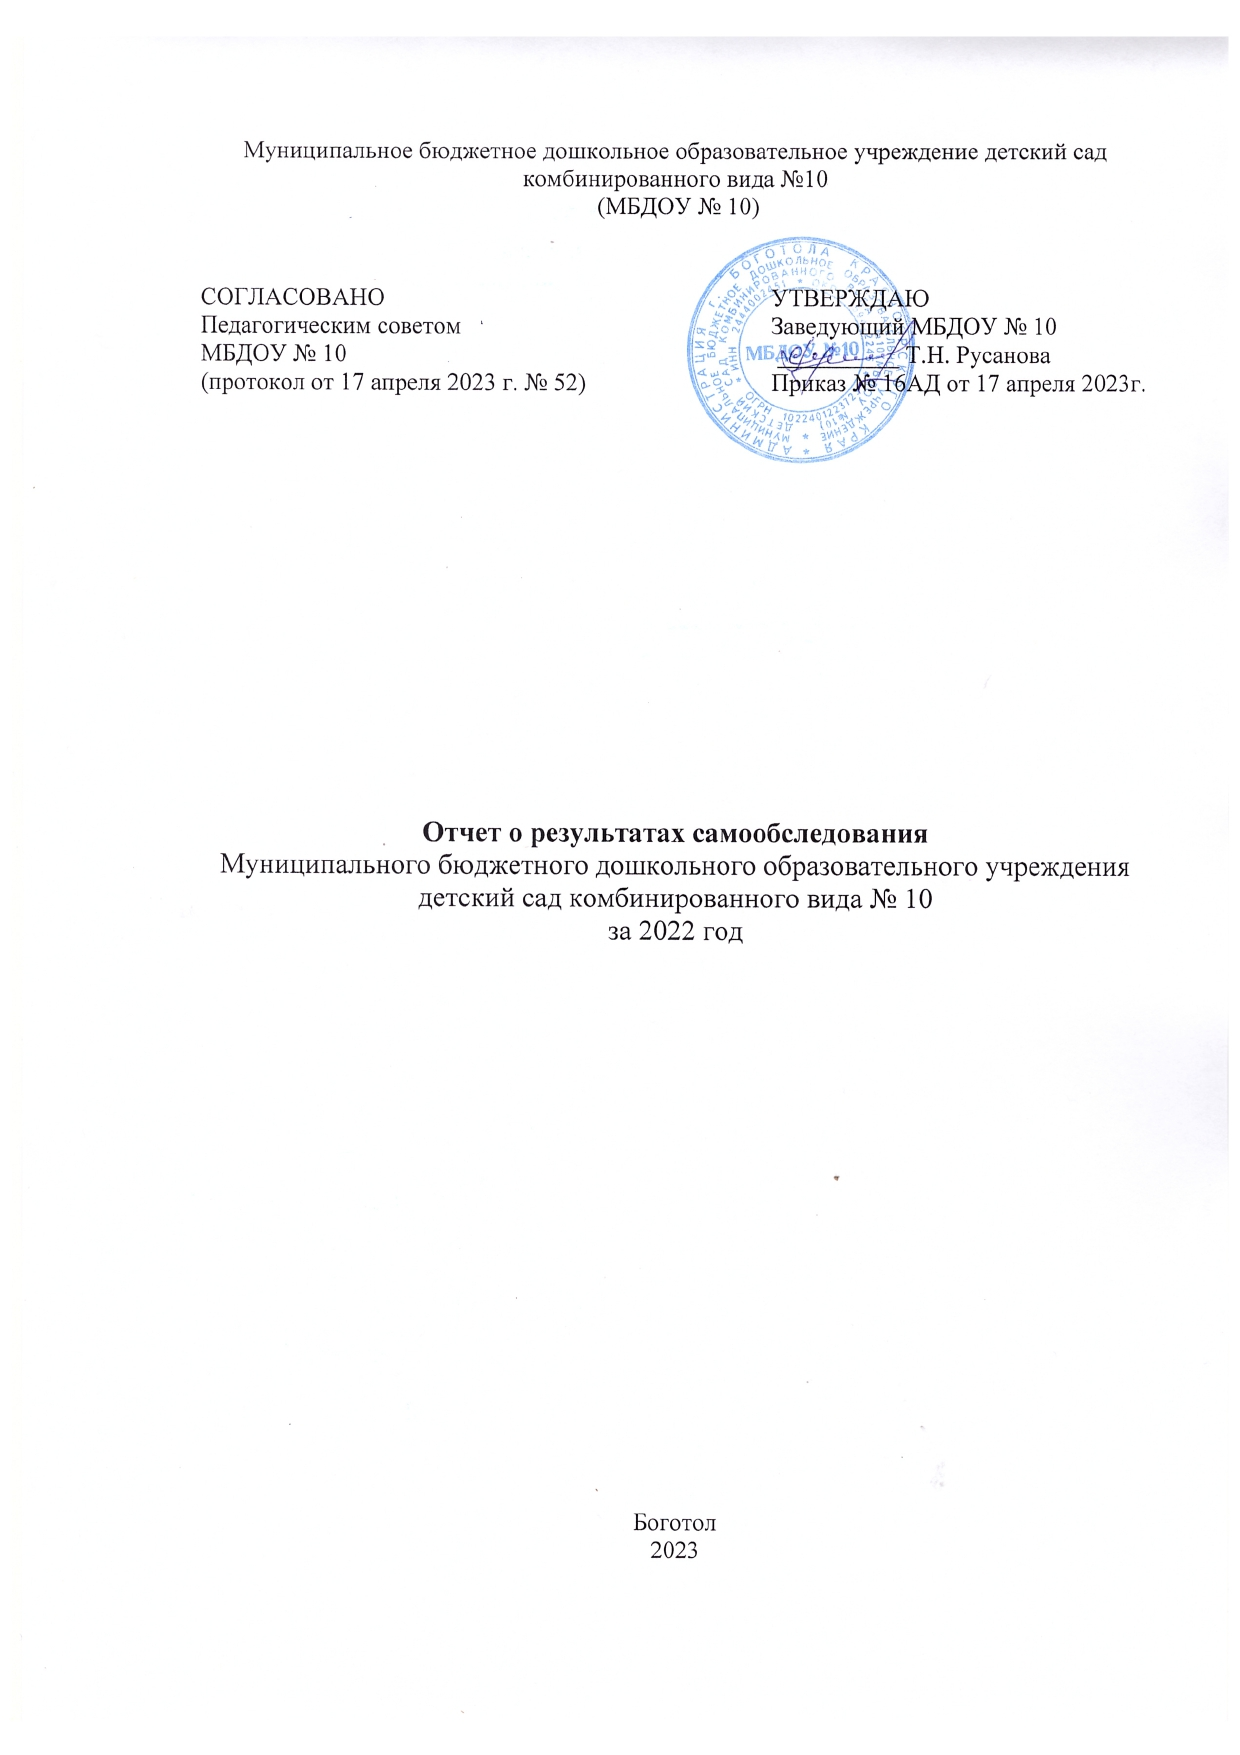 Муниципальное бюджетное дошкольное образовательное учреждение детский сад
комбинированного вида №10
(МБДОУ № 10)
СОГЛАСОВАНО
Педагогическим советом
МБДОУ № 10
(протокол от 17 апреля 2023 г. № 52)
УТВЕРЖДАЮ
Заведующий МБДОУ № 10
Т.Н. Русанова
Приказ № 16АД от 17 апреля 2023г.
МБДОУ №10
Отчет о результатах самообследования
Муниципального бюджетного дошкольного образовательного учреждения
детский сад комбинированного вида № 10
за 2022 год
Боготол
2023